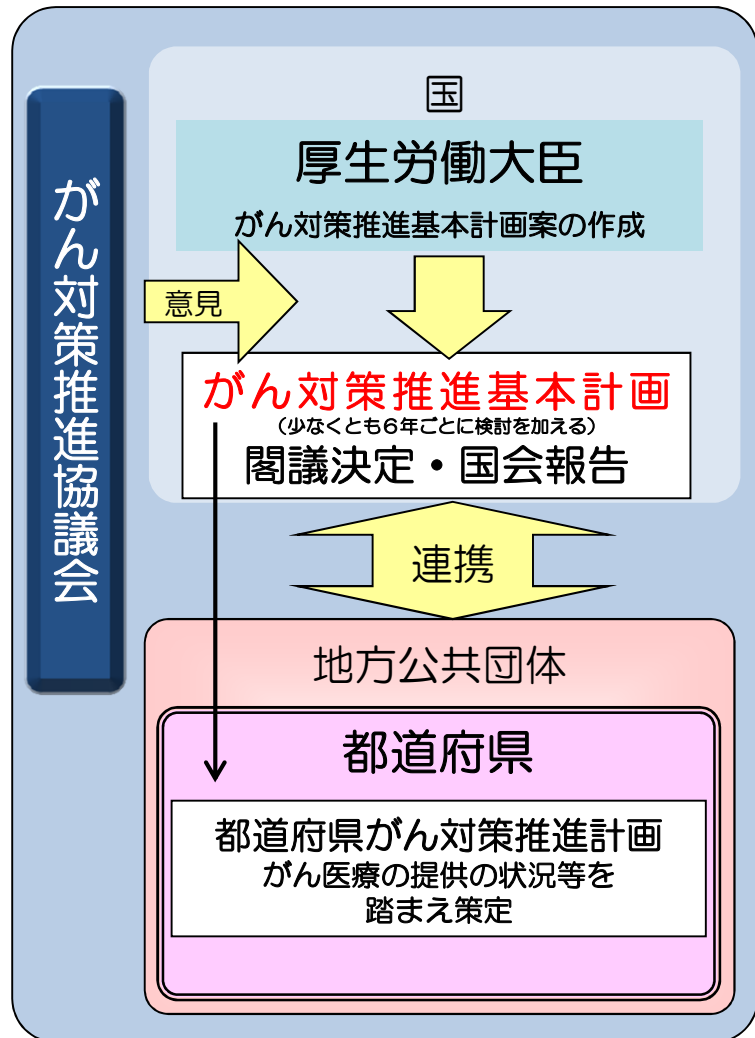 がん対策推進協議会
国
厚生労働大臣
がん対策推進基本計画案の作成
意見
がん対策推進基本計画
（少なくとも６年ごとに検討を加える）
閣議決定・国会報告
連携
地方公共団体
都道府県
都道府県がん対策推進計画
がん医療の提供の状況等を
踏まえ策定